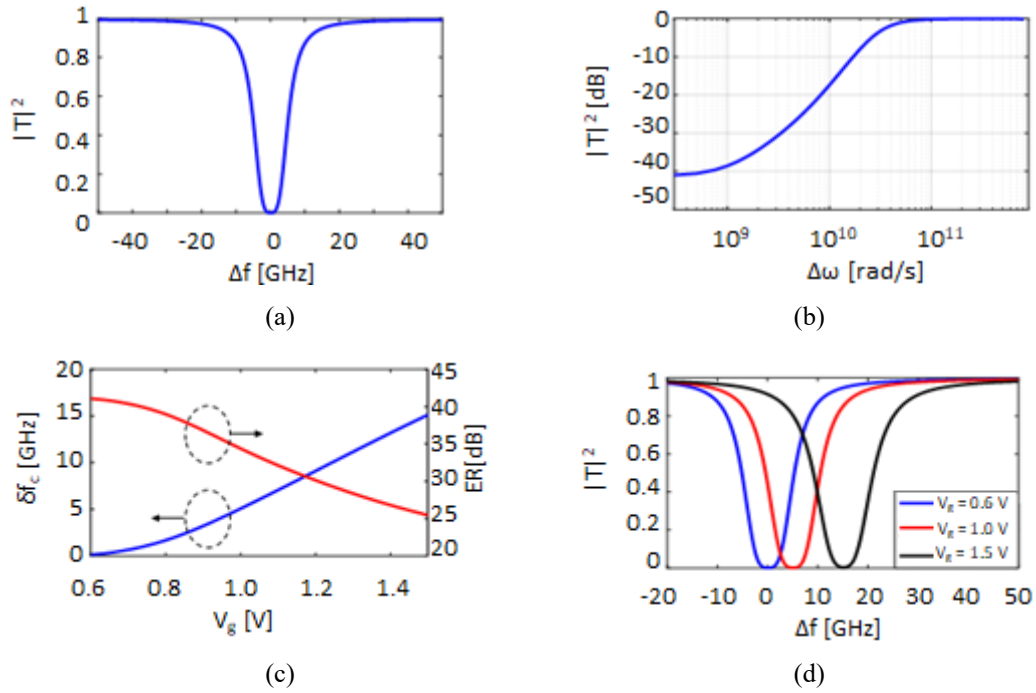 |T|²
1
0.8
0.6
0.4
0.2
0
-40 -20 0 20 40
Δf [GHz]
(a)
|T|² [dB]
0
-10
-20
-30
-40
-50
10⁹ 10¹⁰ 10¹¹
Δω [rad/s]
(b)
δf_c [GHz]
20
15
10
5
0
45
40
35
30
25
20
ER[dB]
0.6 0.8 1.0 1.2 1.4
V_g [V]
(c)
|T|²
1
0.8
0.6
0.4
0.2
0
V_g = 0.6 V
V_g = 1.0 V
V_g = 1.5 V
-20 -10 0 10 20 30 40 50
Δf [GHz]
(d)